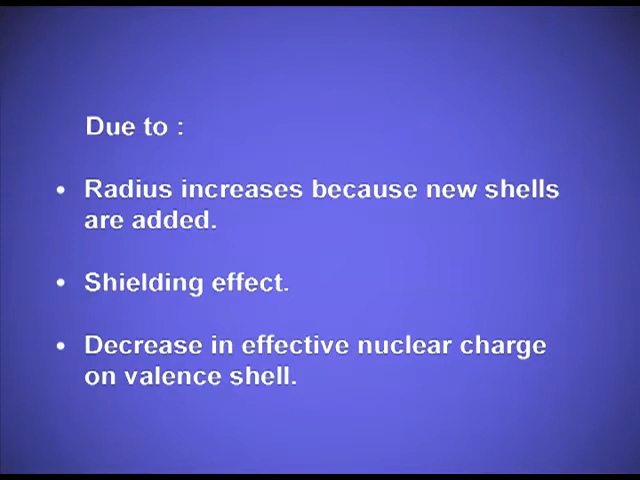 Due to :
• Radius increases because new shells
are added.
• Shielding effect.
• Decrease in effective nuclear charge
on valence shell.